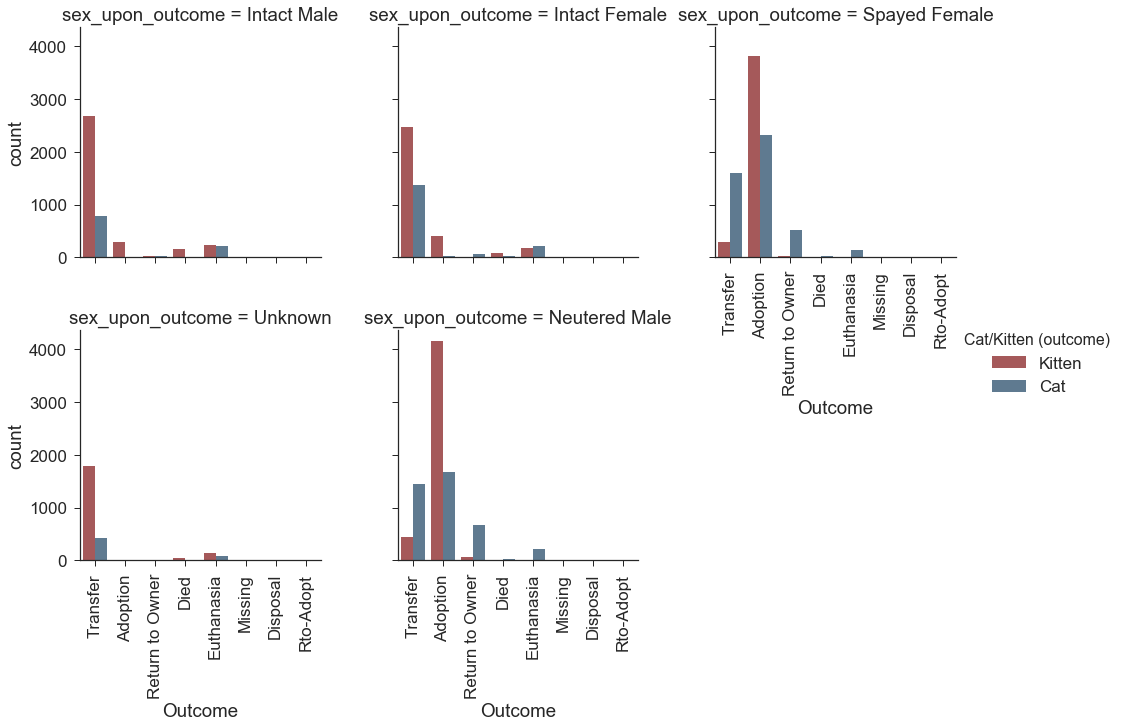 sex_upon_outcome = Intact Male
sex_upon_outcome = Intact Female
sex_upon_outcome = Spayed Female
4000
3000
2000
1000
0
count
Transfer
Adoption
Return to Owner
Died
Euthanasia
Missing
Disposal
Rto-Adopt
Outcome
sex_upon_outcome = Unknown
sex_upon_outcome = Neutered Male
Cat/Kitten (outcome)
Kitten
Cat
4000
3000
2000
1000
0
count
Transfer
Adoption
Return to Owner
Died
Euthanasia
Missing
Disposal
Rto-Adopt
Outcome
Transfer
Adoption
Return to Owner
Died
Euthanasia
Missing
Disposal
Rto-Adopt
Outcome